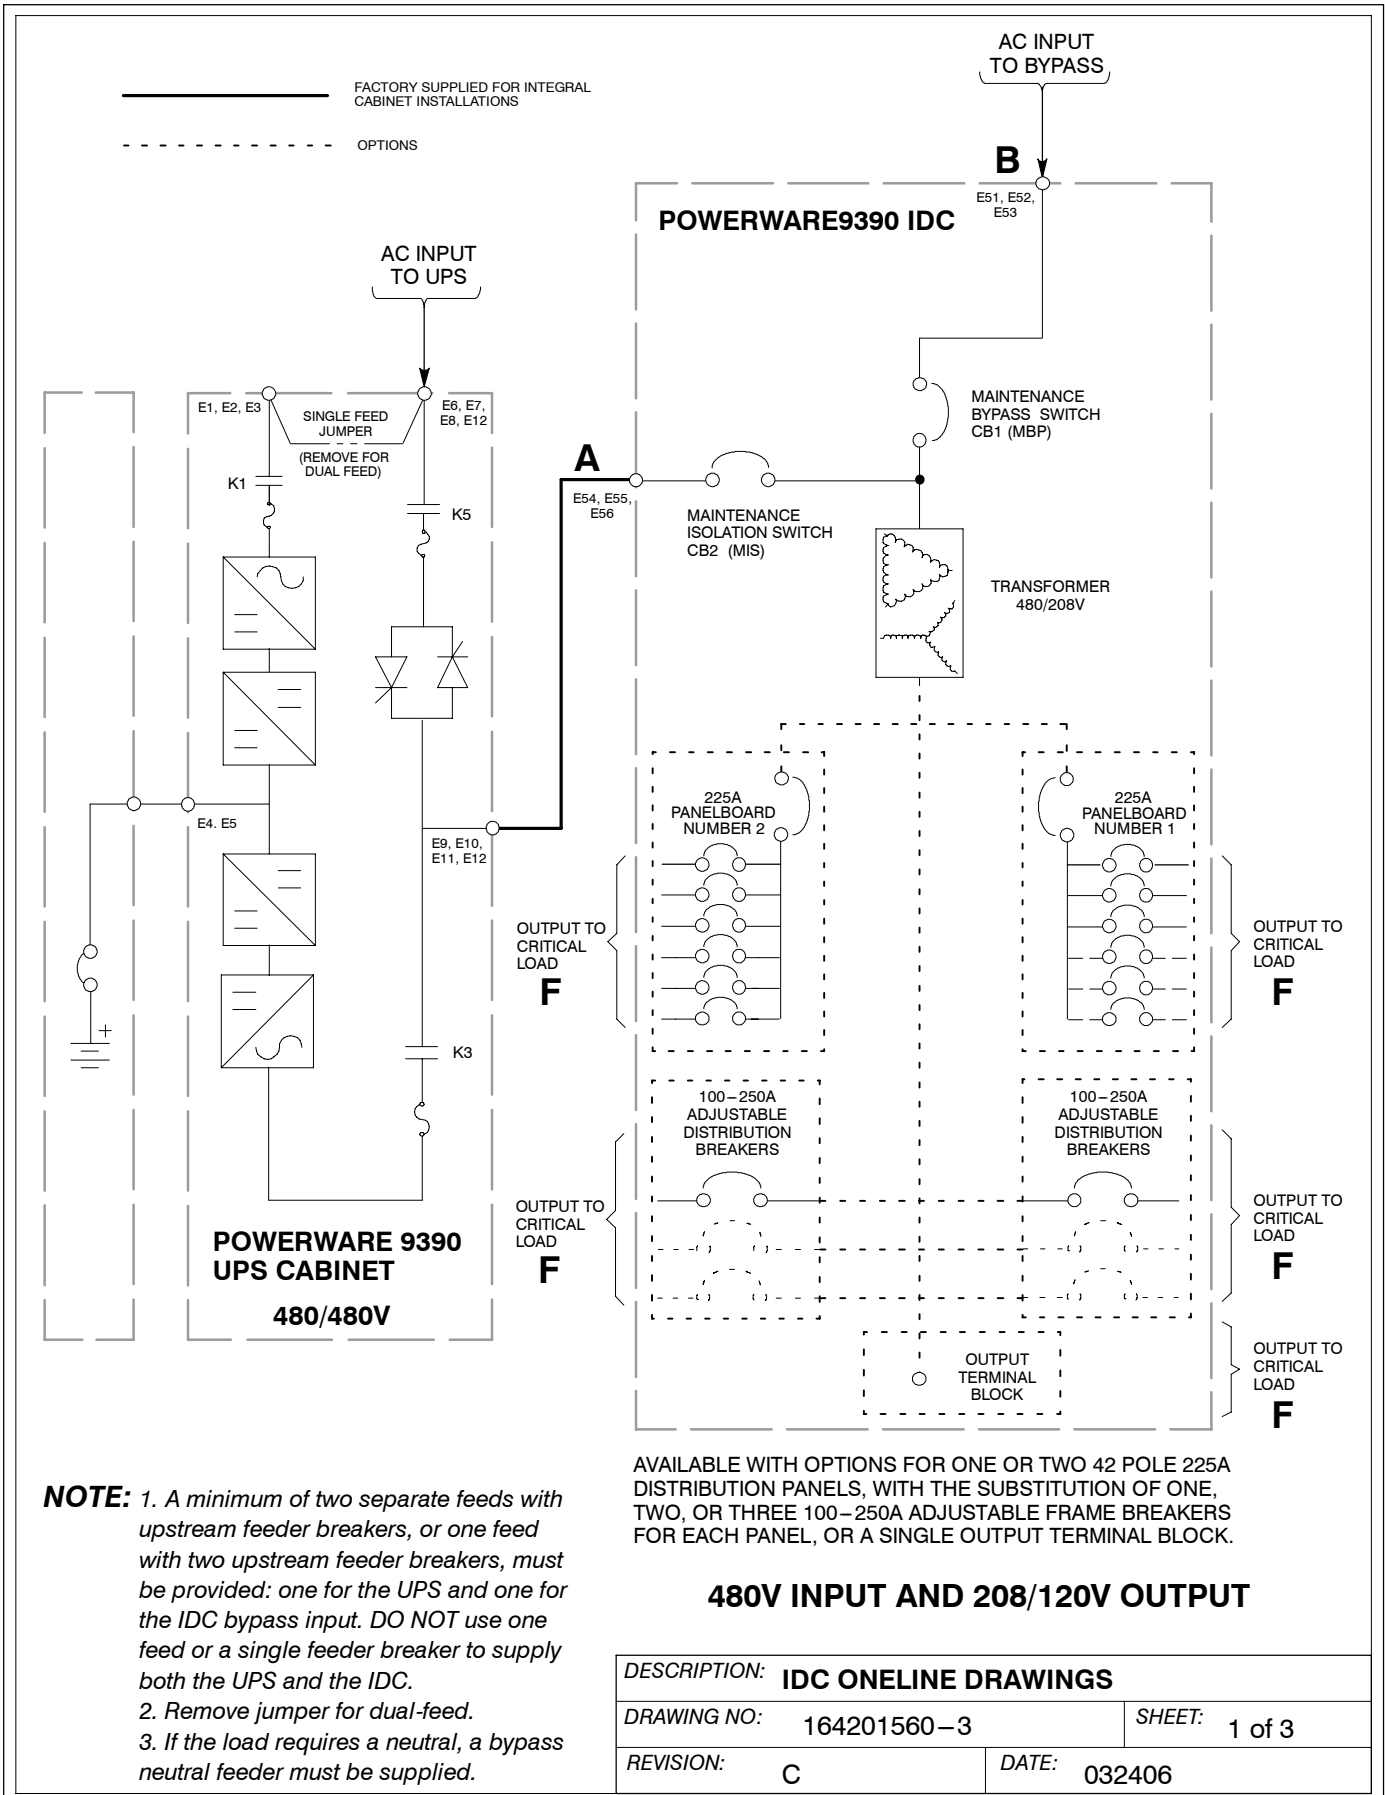 AC INPUT
TO BYPASS
FACTORY SUPPLIED FOR INTEGRAL
CABINET INSTALLATIONS
OPTIONS
B
E51, E52,
E53
POWERWARE9390 IDC
AC INPUT
TO UPS
E1, E2, E3
SINGLE FEED
JUMPER
(REMOVE FOR
DUAL FEED)
E6, E7,
E8, E12
K1
K5
A
E54, E55,
E56
MAINTENANCE
BYPASS SWITCH
CB1 (MBP)
MAINTENANCE
ISOLATION SWITCH
CB2 (MIS)
TRANSFORMER
480/208V
225A
PANELBOARD
NUMBER 2
225A
PANELBOARD
NUMBER 1
E4. E5
E9, E10,
E11, E12
OUTPUT TO
CRITICAL
LOAD
F
OUTPUT TO
CRITICAL
LOAD
F
+
K3
100–250A
ADJUSTABLE
DISTRIBUTION
BREAKERS
100–250A
ADJUSTABLE
DISTRIBUTION
BREAKERS
OUTPUT TO
CRITICAL
LOAD
F
OUTPUT TO
CRITICAL
LOAD
F
POWERWARE 9390
UPS CABINET
480/480V
OUTPUT
TERMINAL
BLOCK
OUTPUT TO
CRITICAL
LOAD
F
AVAILABLE WITH OPTIONS FOR ONE OR TWO 42 POLE 225A
DISTRIBUTION PANELS, WITH THE SUBSTITUTION OF ONE,
TWO, OR THREE 100–250A ADJUSTABLE FRAME BREAKERS
FOR EACH PANEL, OR A SINGLE OUTPUT TERMINAL BLOCK.
NOTE: 1. A minimum of two separate feeds with
upstream feeder breakers, or one feed
with two upstream feeder breakers, must
be provided: one for the UPS and one for
the IDC bypass input. DO NOT use one
feed or a single feeder breaker to supply
both the UPS and the IDC.
2. Remove jumper for dual-feed.
3. If the load requires a neutral, a bypass
neutral feeder must be supplied.
480V INPUT AND 208/120V OUTPUT
DESCRIPTION: IDC ONELINE DRAWINGS
DRAWING NO: 164201560–3 SHEET: 1 of 3
REVISION: C DATE: 032406